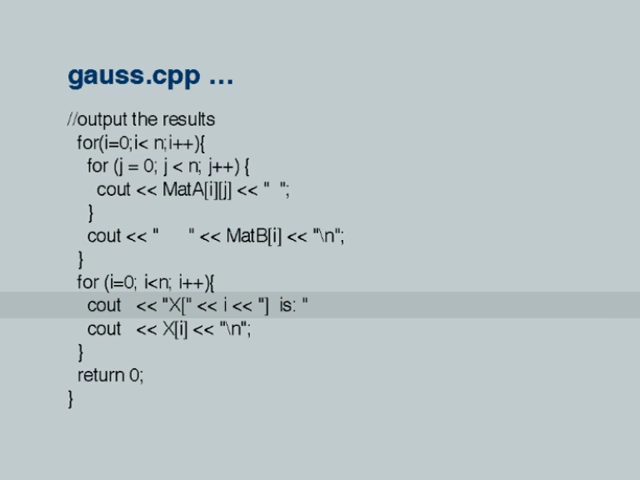 gauss.cpp …
//output the results
for(i=0;i< n;i++){
for (j = 0; j < n; j++) {
cout << MatA[i][j] << "  ";
}
cout << "      " << MatB[i] << "\n";
}
for (i=0; i<n; i++){
cout   << "X[" << i << "]  is: "
cout   << X[i] << "\n";
}
return 0;
}